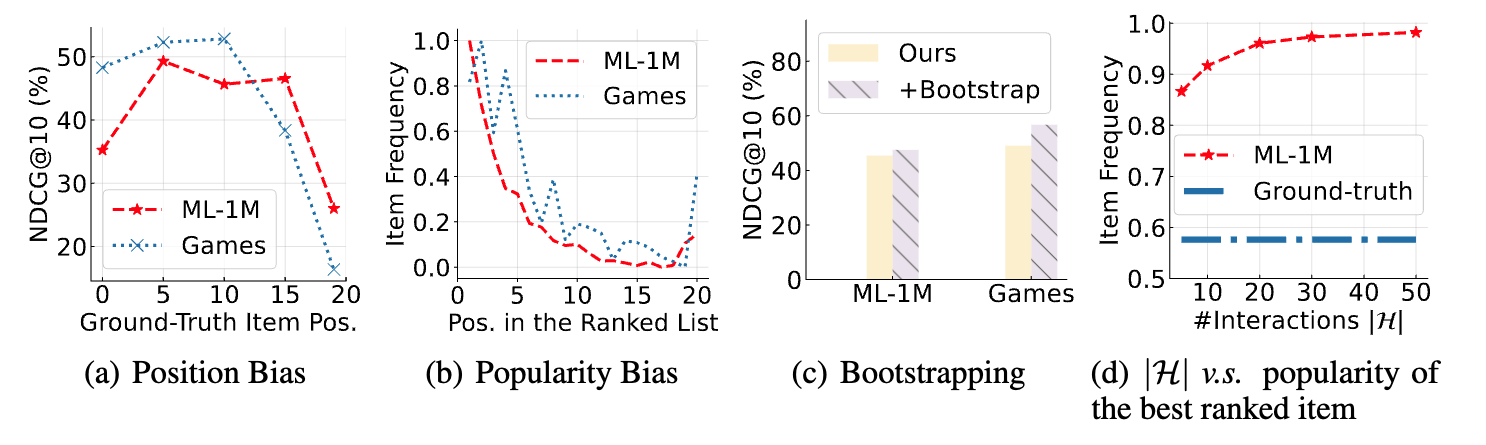 NDCG@10 (%)
50
40
30
20
ML-1M
Games
0 5 10 15 20
Ground-Truth Item Pos.
(a) Position Bias
Item Frequency
1.0
0.8
0.6
0.4
0.2
0.0
ML-1M
Games
0 5 10 15 20
Pos. in the Ranked List
(b) Popularity Bias
NDCG@10 (%)
80
60
40
20
0
Ours
+Bootstrap
ML-1M Games
(c) Bootstrapping
Item Frequency
1.0
0.9
0.8
0.7
0.6
0.5
ML-1M
Ground-truth
10 20 30 40 50
#Interactions |ℋ|
(d) |ℋ| v.s. popularity of
the best ranked item